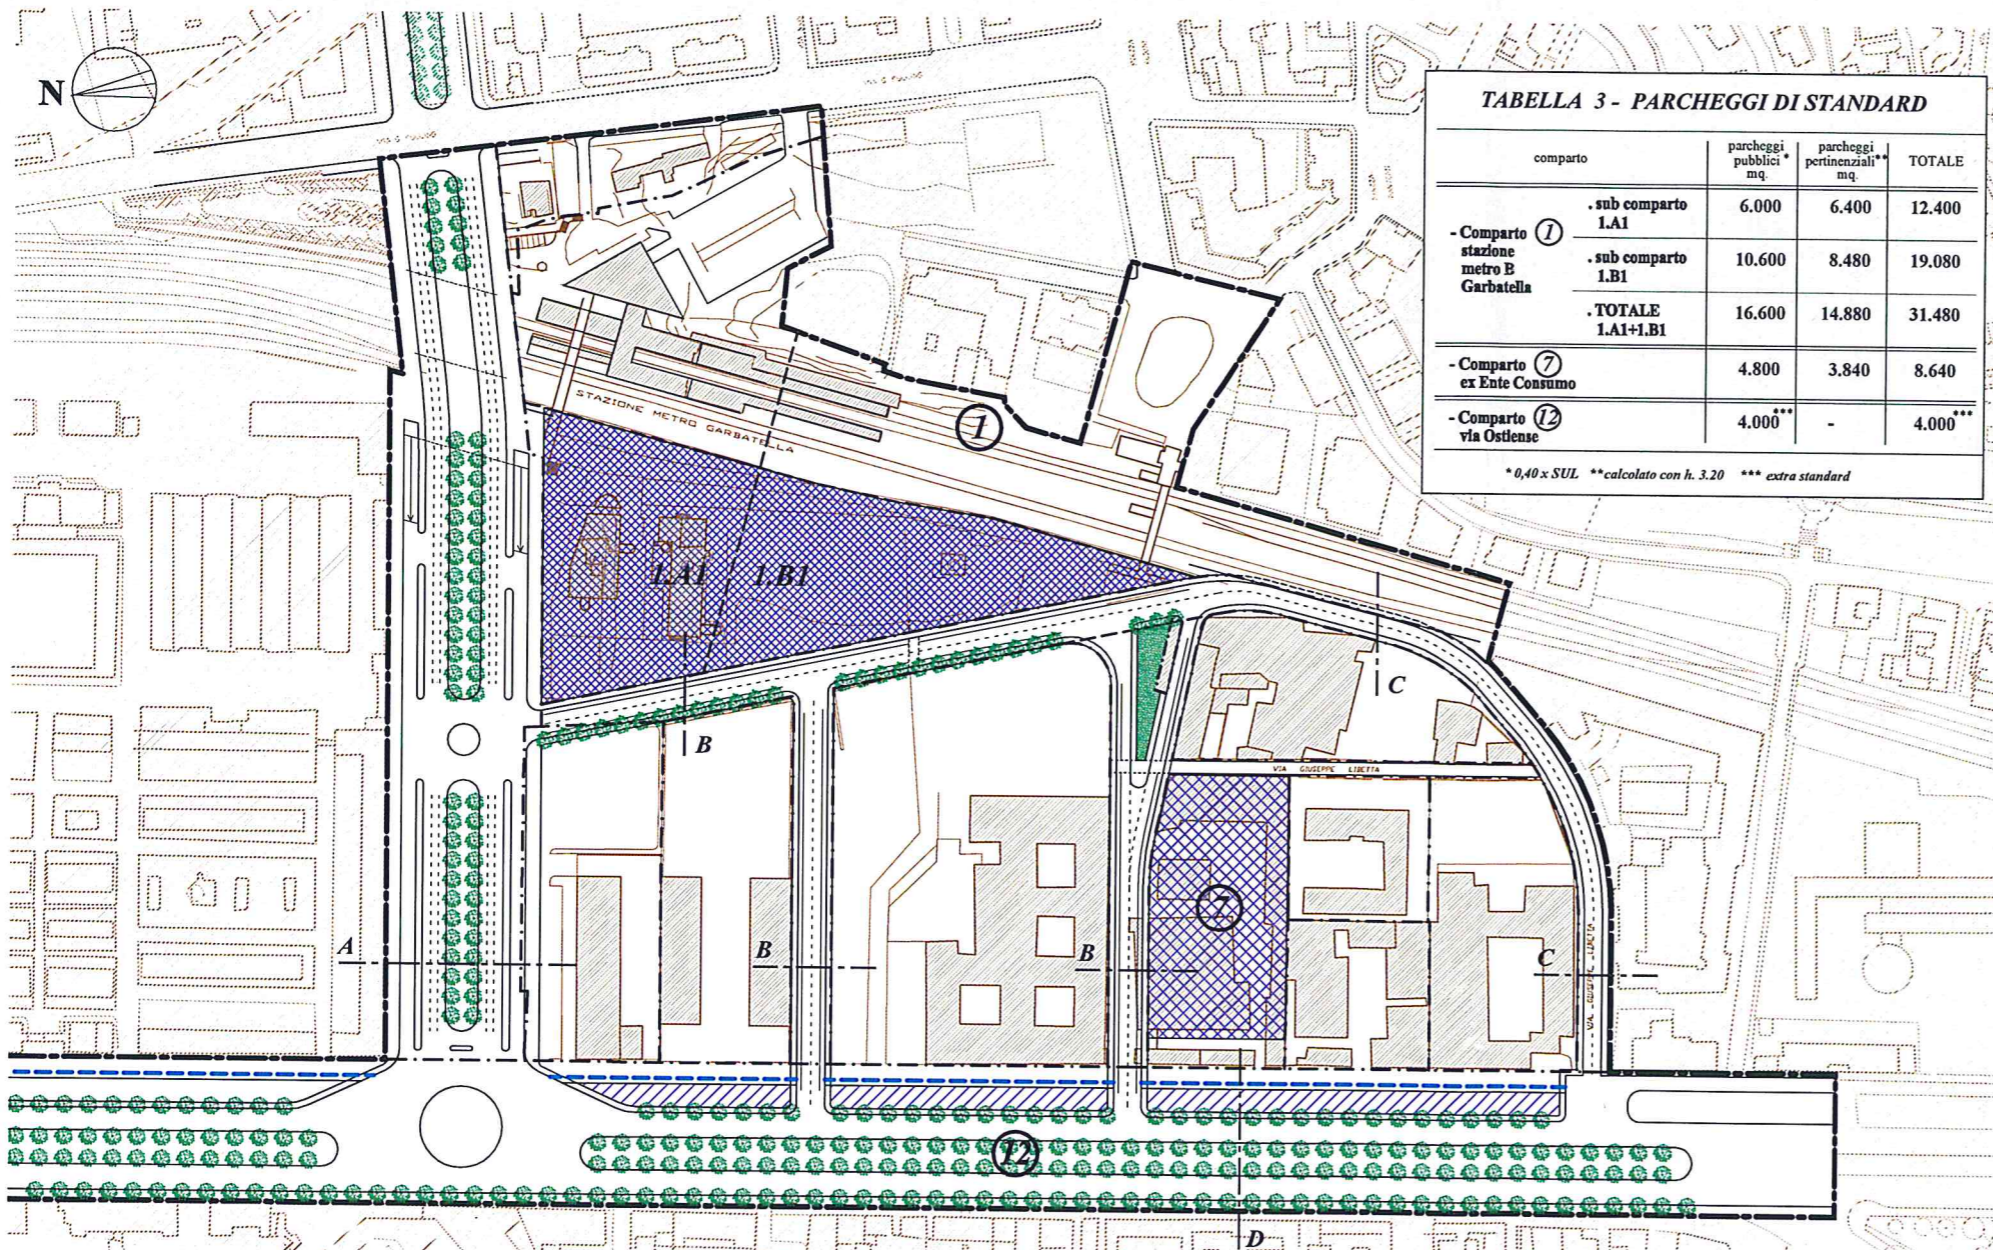 N
TABELLA 3 - PARCHEGGI DI STANDARD
comparto
parcheggi pubblici * mq.
parcheggi pertinenziali ** mq.
TOTALE
- Comparto 1 stazione metro B Garbatella
. sub comparto 1.A1
6.000
6.400
12.400
. sub comparto 1.B1
10.600
8.480
19.080
. TOTALE 1.A1+1.B1
16.600
14.880
31.480
- Comparto 7 ex Ente Consumo
4.800
3.840
8.640
- Comparto 12 via Ostiense
4.000***
-
4.000***
* 0,40 x SUL **calcolato con h. 3.20 *** extra standard
STAZIONE METRO GARBATELLA
1
1.A1
1.B1
C
B
VIA GIUSEPPE LIBETTA
7
A
B
B
C
VIA GIUSEPPE LIBETTA
12
D